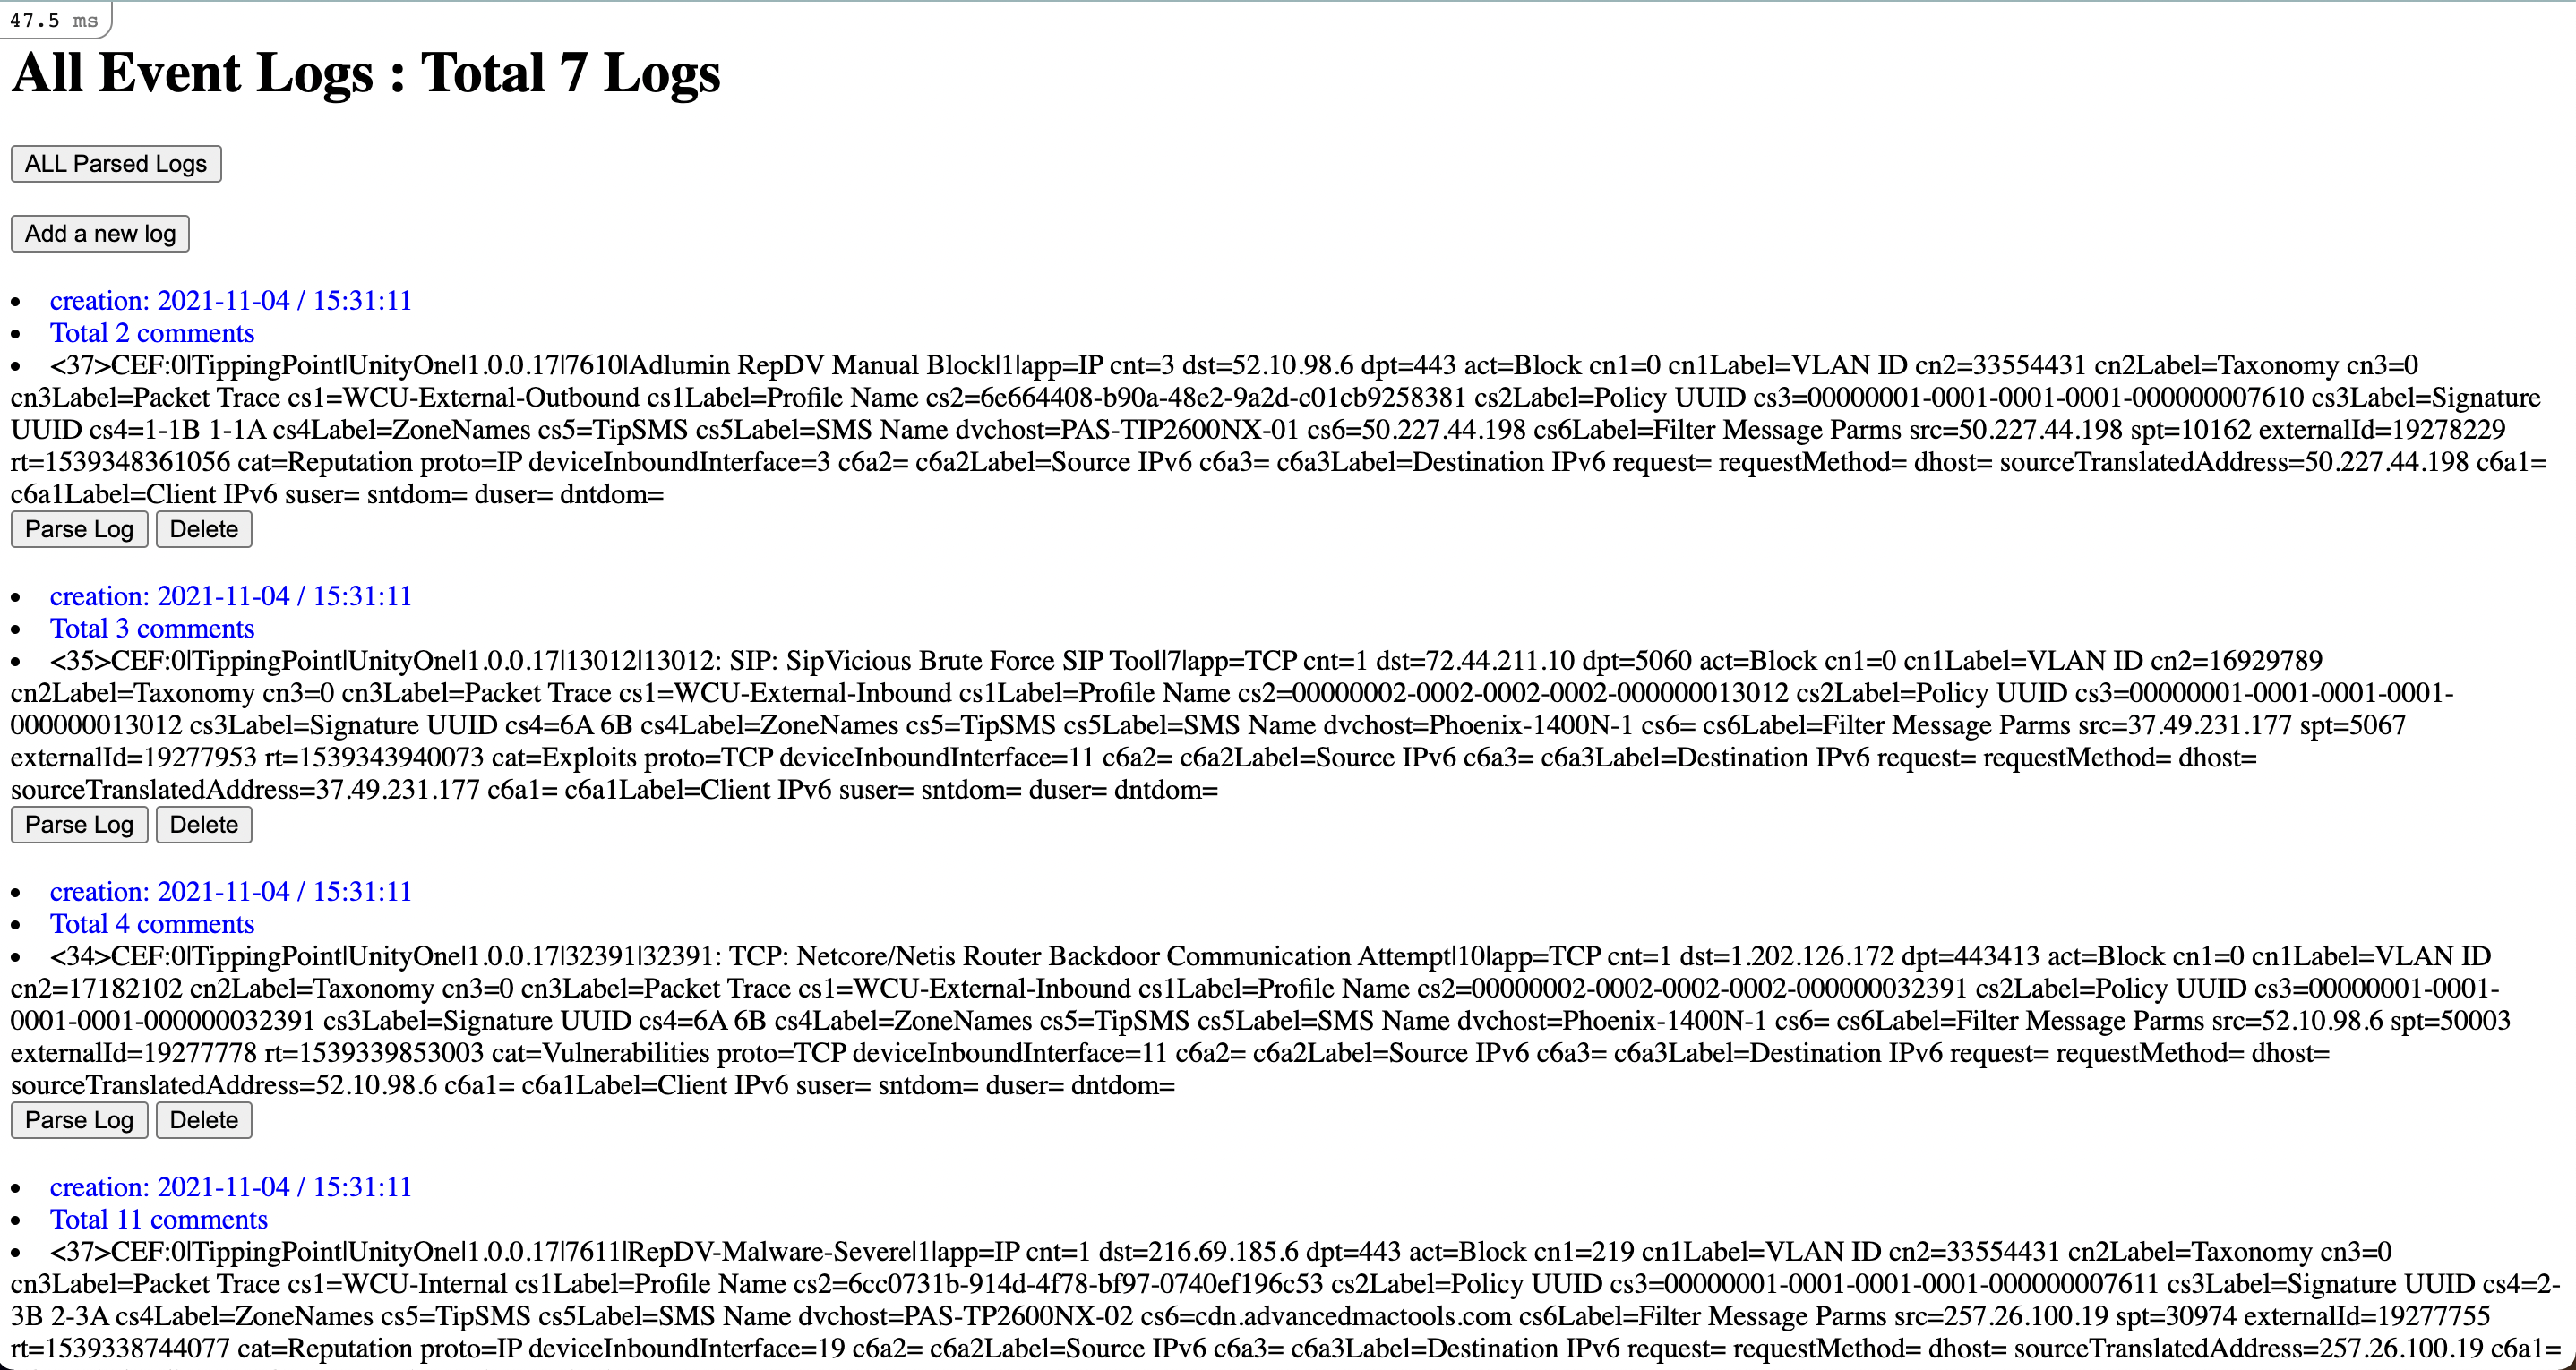 47.5 ms
All Event Logs : Total 7 Logs
ALL Parsed Logs
Add a new log
creation: 2021-11-04 / 15:31:11
Total 2 comments
<37>CEF:0|TippingPoint|UnityOne|1.0.0.17|7610|Adlumin RepDV Manual Block|1|app=IP cnt=3 dst=52.10.98.6 dpt=443 act=Block cn1=0 cn1Label=VLAN ID cn2=33554431 cn2Label=Taxonomy cn3=0
cn3Label=Packet Trace cs1=WCU-External-Outbound cs1Label=Profile Name cs2=6e664408-b90a-48e2-9a2d-c01cb9258381 cs2Label=Policy UUID cs3=00000001-0001-0001-0001-000000007610 cs3Label=Signature
UUID cs4=1-1B 1-1A cs4Label=ZoneNames cs5=TipSMS cs5Label=SMS Name dvchost=PAS-TIP2600NX-01 cs6=50.227.44.198 cs6Label=Filter Message Parms src=50.227.44.198 spt=10162 externalId=19278229
rt=1539348361056 cat=Reputation proto=IP deviceInboundInterface=3 c6a2= c6a2Label=Source IPv6 c6a3= c6a3Label=Destination IPv6 request= requestMethod= dhost= sourceTranslatedAddress=50.227.44.198 c6a1=
c6a1Label=Client IPv6 suser= sntdom= duser= dntdom=
Parse Log Delete
creation: 2021-11-04 / 15:31:11
Total 3 comments
<35>CEF:0|TippingPoint|UnityOne|1.0.0.17|13012|13012: SIP: SipVicious Brute Force SIP Tool|7|app=TCP cnt=1 dst=72.44.211.10 dpt=5060 act=Block cn1=0 cn1Label=VLAN ID cn2=16929789
cn2Label=Taxonomy cn3=0 cn3Label=Packet Trace cs1=WCU-External-Inbound cs1Label=Profile Name cs2=00000002-0002-0002-0002-000000013012 cs2Label=Policy UUID cs3=00000001-0001-0001-0001-
000000013012 cs3Label=Signature UUID cs4=6A 6B cs4Label=ZoneNames cs5=TipSMS cs5Label=SMS Name dvchost=Phoenix-1400N-1 cs6= cs6Label=Filter Message Parms src=37.49.231.177 spt=5067
externalId=19277953 rt=1539343940073 cat=Exploits proto=TCP deviceInboundInterface=11 c6a2= c6a2Label=Source IPv6 c6a3= c6a3Label=Destination IPv6 request= requestMethod= dhost=
sourceTranslatedAddress=37.49.231.177 c6a1= c6a1Label=Client IPv6 suser= sntdom= duser= dntdom=
Parse Log Delete
creation: 2021-11-04 / 15:31:11
Total 4 comments
<34>CEF:0|TippingPoint|UnityOne|1.0.0.17|32391|32391: TCP: Netcore/Netis Router Backdoor Communication Attempt|10|app=TCP cnt=1 dst=1.202.126.172 dpt=443413 act=Block cn1=0 cn1Label=VLAN ID
cn2=17182102 cn2Label=Taxonomy cn3=0 cn3Label=Packet Trace cs1=WCU-External-Inbound cs1Label=Profile Name cs2=00000002-0002-0002-0002-000000032391 cs2Label=Policy UUID cs3=00000001-0001-
0001-0001-000000032391 cs3Label=Signature UUID cs4=6A 6B cs4Label=ZoneNames cs5=TipSMS cs5Label=SMS Name dvchost=Phoenix-1400N-1 cs6= cs6Label=Filter Message Parms src=52.10.98.6 spt=50003
externalId=19277778 rt=1539339853003 cat=Vulnerabilities proto=TCP deviceInboundInterface=11 c6a2= c6a2Label=Source IPv6 c6a3= c6a3Label=Destination IPv6 request= requestMethod= dhost=
sourceTranslatedAddress=52.10.98.6 c6a1= c6a1Label=Client IPv6 suser= sntdom= duser= dntdom=
Parse Log Delete
creation: 2021-11-04 / 15:31:11
Total 11 comments
<37>CEF:0|TippingPoint|UnityOne|1.0.0.17|7611|RepDV-Malware-Severe|1|app=IP cnt=1 dst=216.69.185.6 dpt=443 act=Block cn1=219 cn1Label=VLAN ID cn2=33554431 cn2Label=Taxonomy cn3=0
cn3Label=Packet Trace cs1=WCU-Internal cs1Label=Profile Name cs2=6cc0731b-914d-4f78-bf97-0740ef196c53 cs2Label=Policy UUID cs3=00000001-0001-0001-0001-000000007611 cs3Label=Signature UUID cs4=2-
3B 2-3A cs4Label=ZoneNames cs5=TipSMS cs5Label=SMS Name dvchost=PAS-TP2600NX-02 cs6=cdn.advancedmactools.com cs6Label=Filter Message Parms src=257.26.100.19 spt=30974 externalId=19277755
rt=1539338744077 cat=Reputation proto=IP deviceInboundInterface=19 c6a2= c6a2Label=Source IPv6 c6a3= c6a3Label=Destination IPv6 request= requestMethod= dhost= sourceTranslatedAddress=257.26.100.19 c6a1=